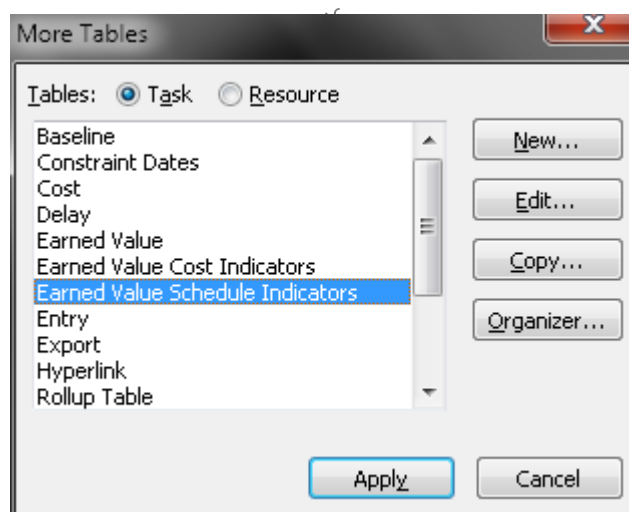 More Tables
Tables: Task Resource
Baseline
Constraint Dates
Cost
Delay
Earned Value
Earned Value Cost Indicators
Earned Value Schedule Indicators
Entry
Export
Hyperlink
Rollup Table
New...
Edit...
Copy...
Organizer...
Apply
Cancel